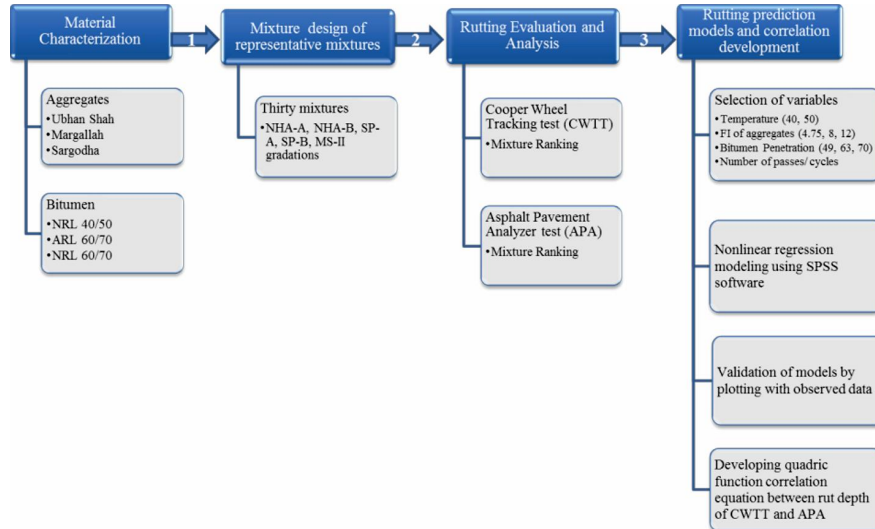 Material
Characterization
1
Mixture design of
representative mixtures
2
Rutting Evaluation and
Analysis
3
Rutting prediction
models and correlation
development
Aggregates
•Ubhan Shah
•Margallah
•Sargodha
Bitumen
•NRL 40/50
•ARL 60/70
•NRL 60/70
Thirty mixtures
•NHA-A, NHA-B, SP-
A, SP-B, MS-II
gradations
Cooper Wheel
Tracking test (CWTT)
•Mixture Ranking
Asphalt Pavement
Analyzer test (APA)
•Mixture Ranking
Selection of variables
•Temperature (40, 50)
•FI of aggregates (4.75, 8, 12)
•Bitumen Penetration (49, 63, 70)
•Number of passes/ cycles
Nonlinear regression
modeling using SPSS
software
Validation of models by
plotting with observed data
Developing quadric
function correlation
equation between rut depth
of CWTT and APA